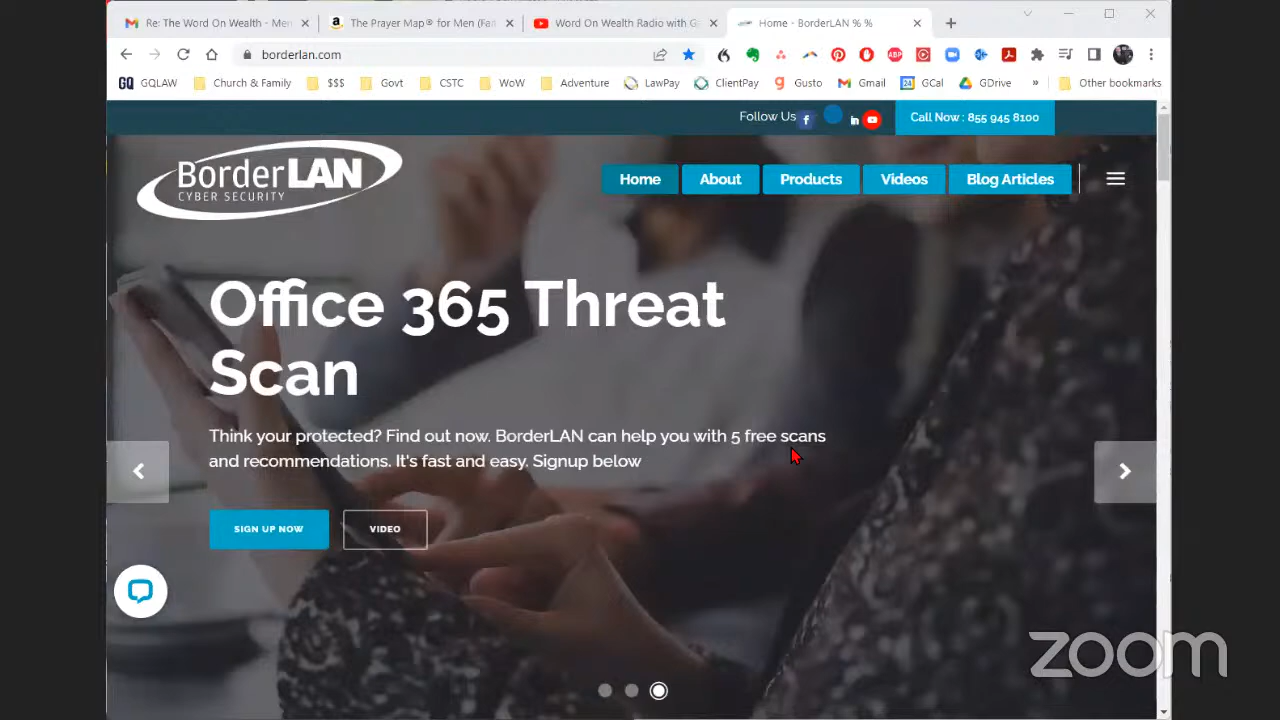 Re: The Word On Wealth - Men
The Prayer Map® for Men (Fai
Word On Wealth Radio with G
Home - BorderLAN % %
borderlan.com
ABP
GQ GQLAW Church & Family $$$ Govt CSTC WoW Adventure LawPay ClientPay Gusto Gmail GCal GDrive » Other bookmarks
Follow Us
Call Now : 855 945 8100
BorderLAN
CYBER SECURITY
Home About Products Videos Blog Articles
Office 365 Threat
Scan
Think your protected? Find out now. BorderLAN can help you with 5 free scans
and recommendations. It's fast and easy. Signup below
SIGN UP NOW VIDEO
zoom